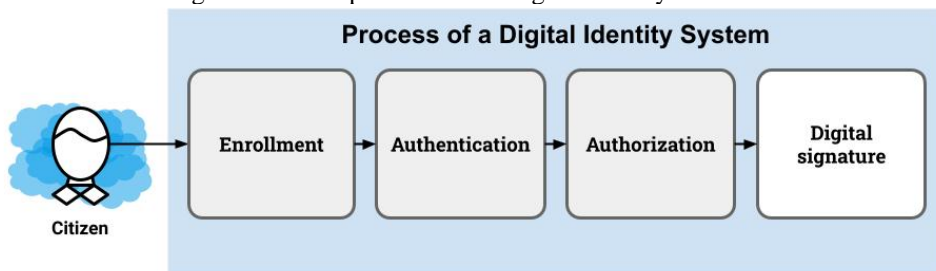 Process of a Digital Identity System
Enrollment
Authentication
Authorization
Digital
signature
Citizen